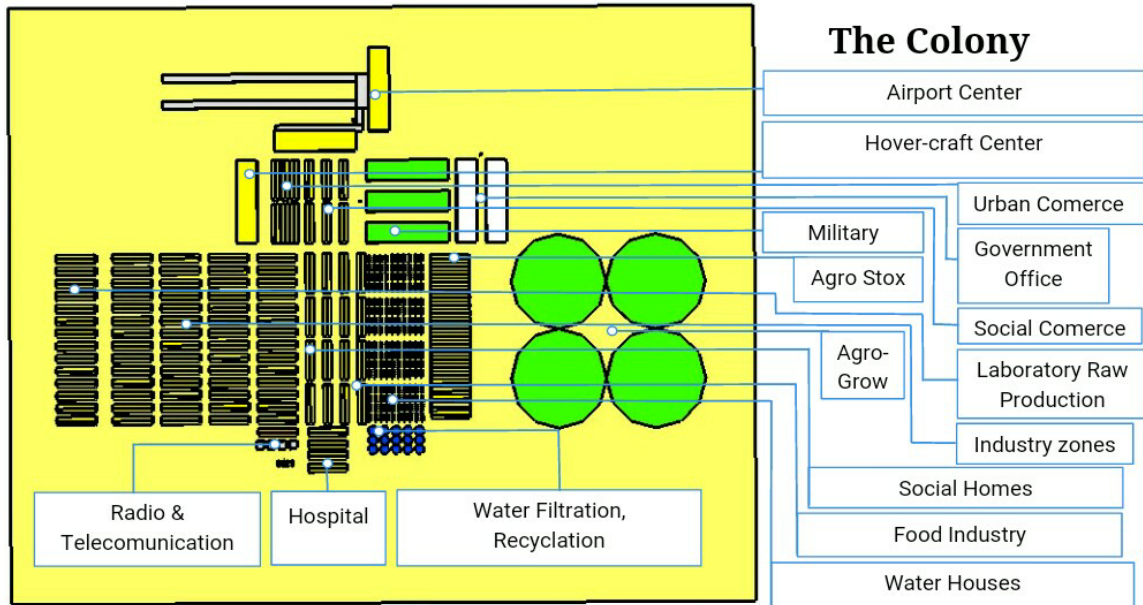 The Colony
Airport Center
Hover-craft Center
Urban Comerce
Military
Government
Office
Agro Stox
Social Comerce
Agro-
Grow
Laboratory Raw
Production
Industry zones
Social Homes
Radio &
Telecomunication
Hospital
Water Filtration,
Recyclation
Food Industry
Water Houses